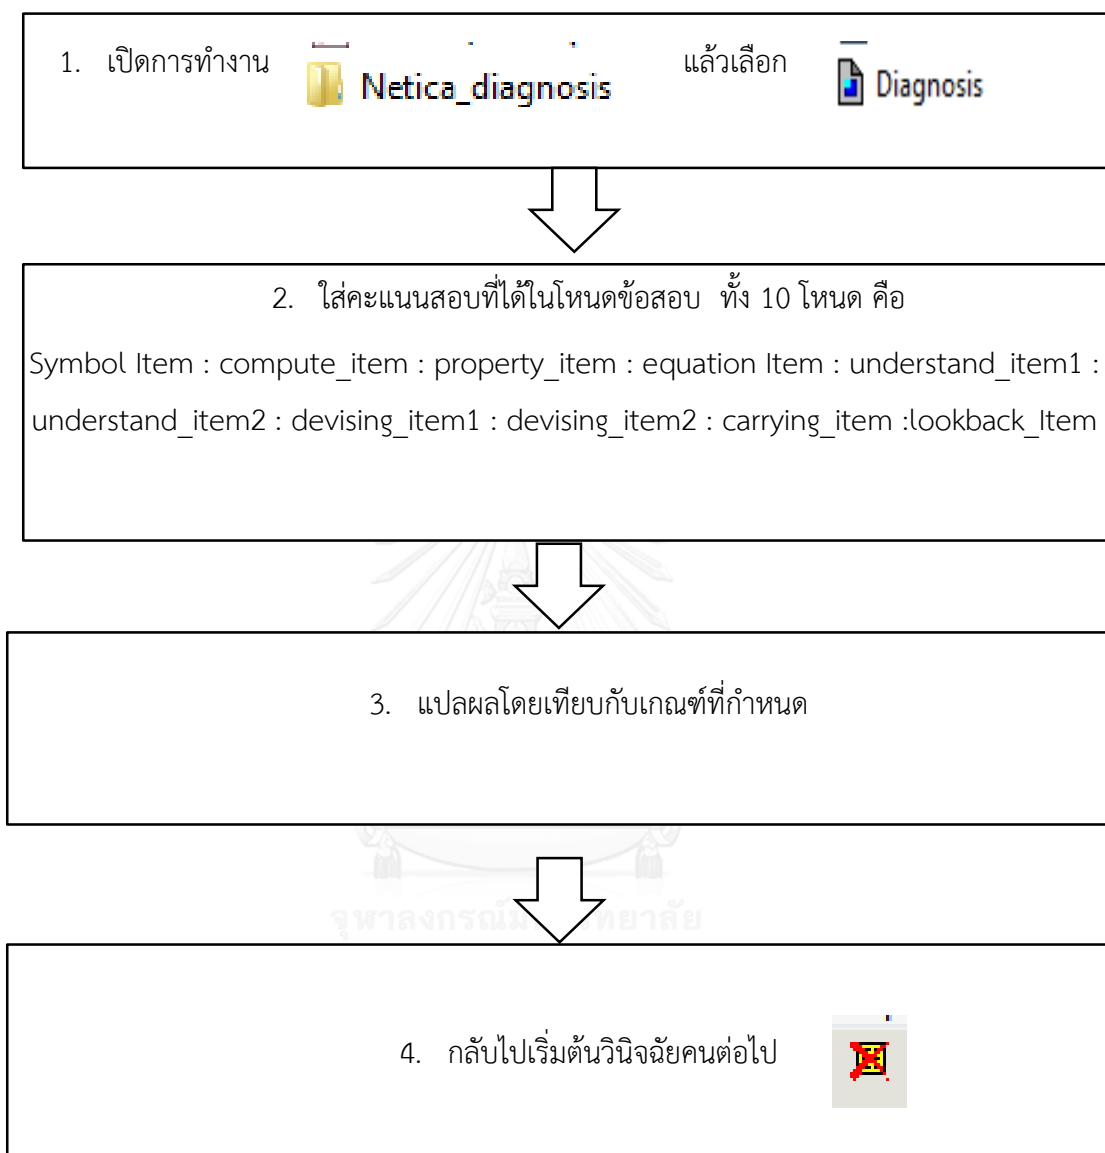 1. เปิดการทำงาน Netica_diagnosis แล้วเลือก Diagnosis
2. ใส่คะแนนสอบที่ได้ในโหนดข้อสอบ ทั้ง 10 โหนด คือ
Symbol Item : compute_item : property_item : equation Item : understand_item1 :
understand_item2 : devising_item1 : devising_item2 : carrying_item :lookback_Item
3. แปลผลโดยเทียบกับเกณฑ์ที่กำหนด
4. กลับไปเริ่มต้นวินิจฉัยคนต่อไป